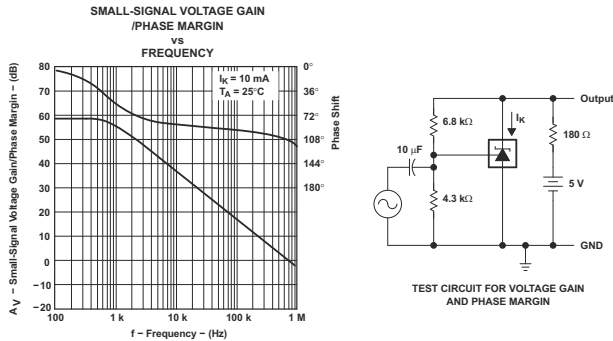 SMALL-SIGNAL VOLTAGE GAIN
/PHASE MARGIN
vs
FREQUENCY
IK = 10 mA
TA = 25°C
80
70
60
50
40
30
20
10
0
−10
−20
0°
36°
72°
108°
144°
180°
Phase Shift
AV − Small-Signal Voltage Gain/Phase Margin − (dB)
100
1 k
10 k
100 k
1 M
f − Frequency − (Hz)
Output
IK
6.8 kΩ
180 Ω
10 μF
5 V
4.3 kΩ
GND
TEST CIRCUIT FOR VOLTAGE GAIN
AND PHASE MARGIN